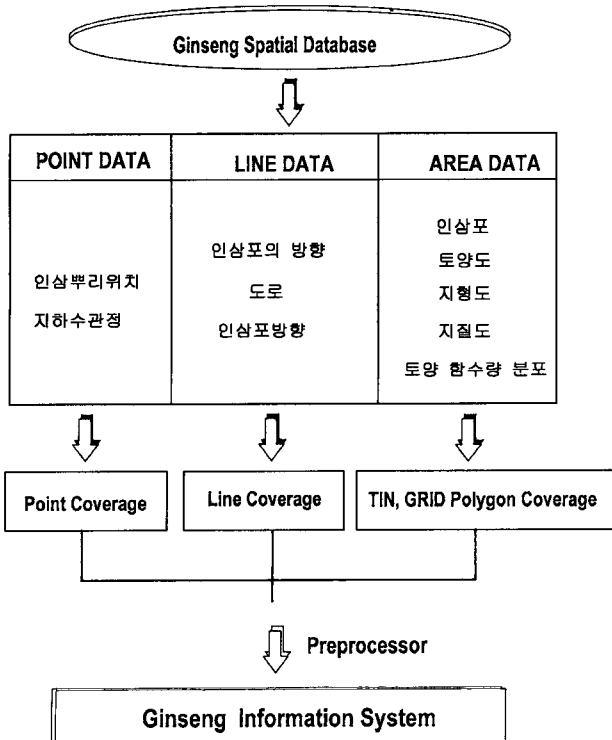 Ginseng Spatial Database
POINT DATA
LINE DATA
AREA DATA
인삼뿌리위치
지하수관정
인삼포의 방향
도로
인삼포방향
인삼포
토양도
지형도
지질도
토양 함수량 분포
Point Coverage
Line Coverage
TIN, GRID Polygon Coverage
Preprocessor
Ginseng Information System